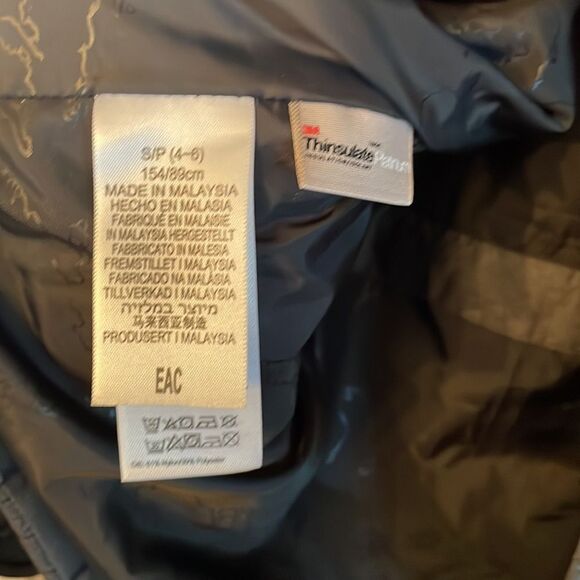 S/P (4-6)
154/89cm
MADE IN MALAYSIA
HECHO EN MALASIA
FABRIQUÉ EN MALAISIE
IN MALAYSIA HERGESTELLT
FABBRICATO IN MALESIA
FREMSTILLET I MALAYSIA
FABRICADO NA MALÁSIA
TILLVERKAD I MALAYSIA
מיוצר במלזיה
马来西亚制造
PRODUSERT I MALAYSIA
EAC
3M
Thinsulate